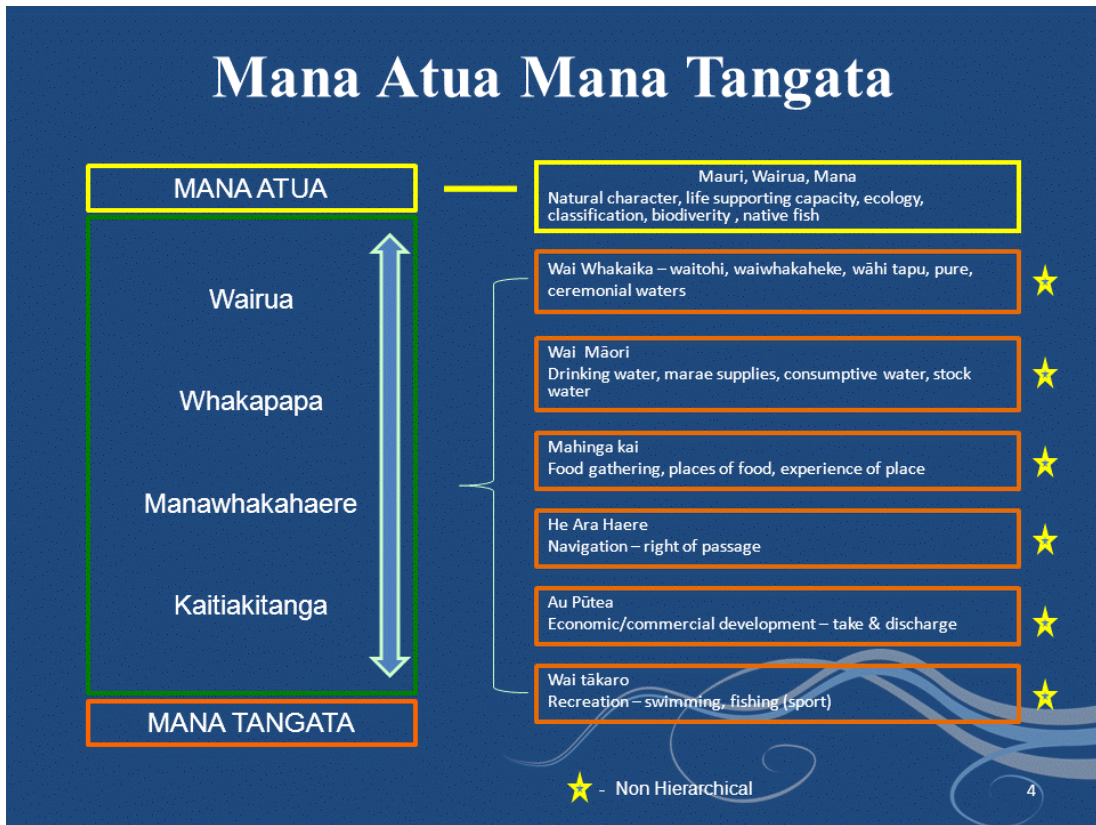 Mana Atua Mana Tangata
MANA ATUA
Wairua
Whakapapa
Manawhakahaere
Kaitiakitanga
MANA TANGATA
Mauri, Wairua, Mana
Natural character, life supporting capacity, ecology,
classification, biodiverity , native fish
Wai Whakaika – waitohi, waiwhakaheke, wāhi tapu, pure,
ceremonial waters
Wai Māori
Drinking water, marae supplies, consumptive water, stock
water
Mahinga kai
Food gathering, places of food, experience of place
He Ara Haere
Navigation – right of passage
Au Pūtea
Economic/commercial development – take & discharge
Wai tākaro
Recreation – swimming, fishing (sport)
- Non Hierarchical
4